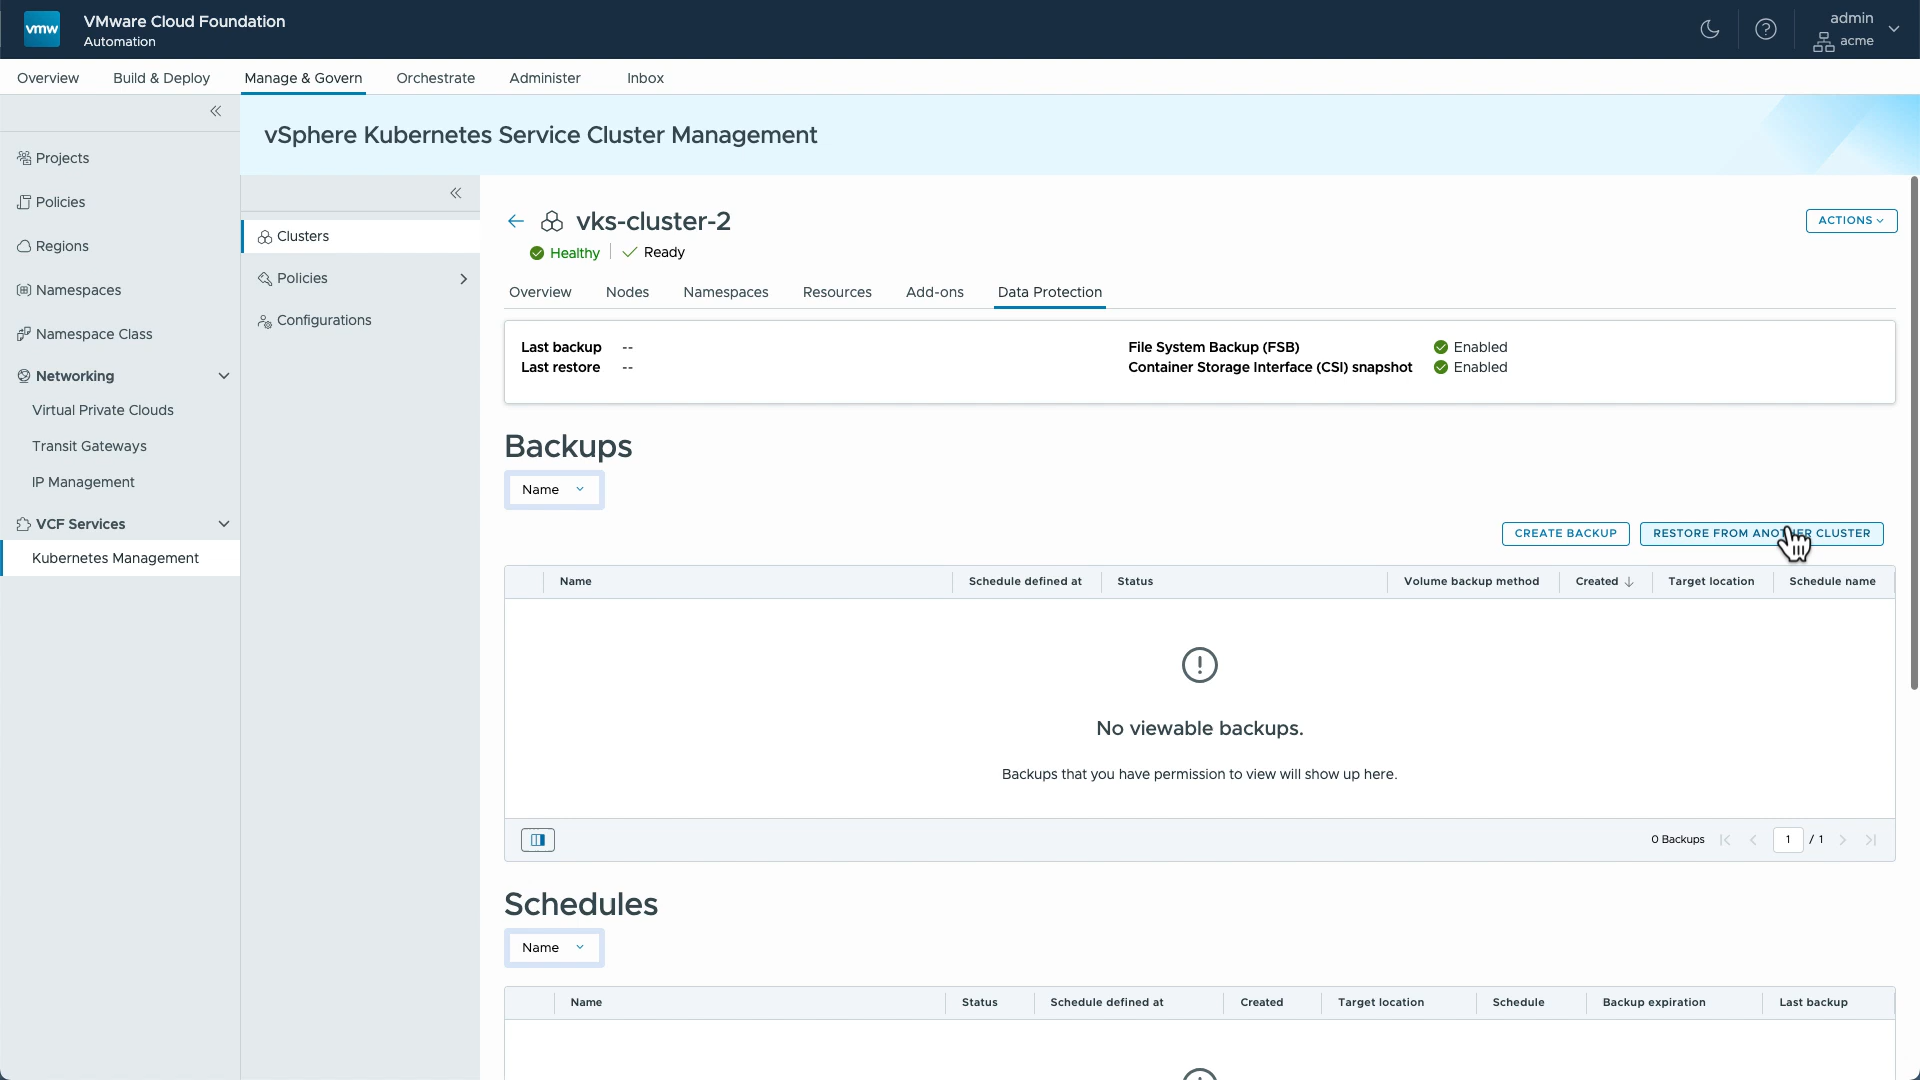 vmw
VMware Cloud Foundation
Automation
admin
acme
Overview
Build & Deploy
Manage & Govern
Orchestrate
Administer
Inbox
Projects
Policies
Regions
Namespaces
Namespace Class
Networking
Virtual Private Clouds
Transit Gateways
IP Management
VCF Services
Kubernetes Management
vSphere Kubernetes Service Cluster Management
Clusters
Policies
Configurations
vks-cluster-2
ACTIONS
Healthy
Ready
Overview
Nodes
Namespaces
Resources
Add-ons
Data Protection
Last backup --
Last restore --
File System Backup (FSB) Enabled
Container Storage Interface (CSI) snapshot Enabled
Backups
Name
CREATE BACKUP
RESTORE FROM ANOTHER CLUSTER
Name
Schedule defined at
Status
Volume backup method
Created
Target location
Schedule name
No viewable backups.
Backups that you have permission to view will show up here.
0 Backups
1 / 1
Schedules
Name
Name
Status
Schedule defined at
Created
Target location
Schedule
Backup expiration
Last backup